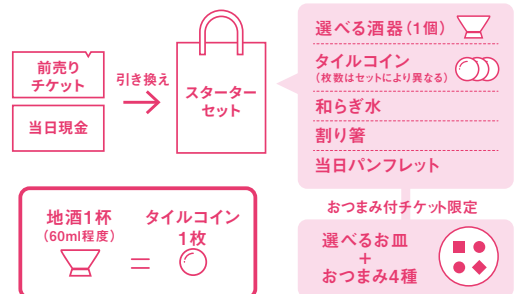 前売り
チケット
当日現金
引き換え
スターター
セット
選べる酒器(1個)
タイルコイン
(枚数はセットにより異なる)
和らぎ水
割り箸
当日パンフレット
おつまみ付チケット限定
選べるお皿
+
おつまみ4種
地酒1杯
(60ml程度)
=
タイルコイン
1枚